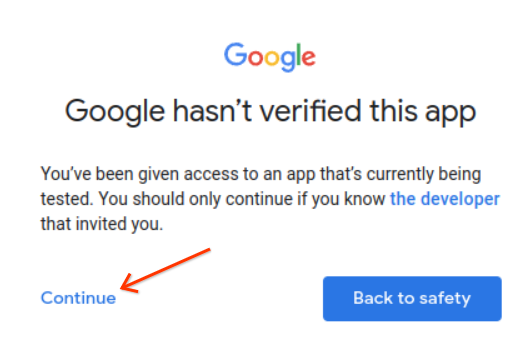 Google
Google hasn't verified this app
You've been given access to an app that's currently being
tested. You should only continue if you know the developer
that invited you.
Continue
Back to safety